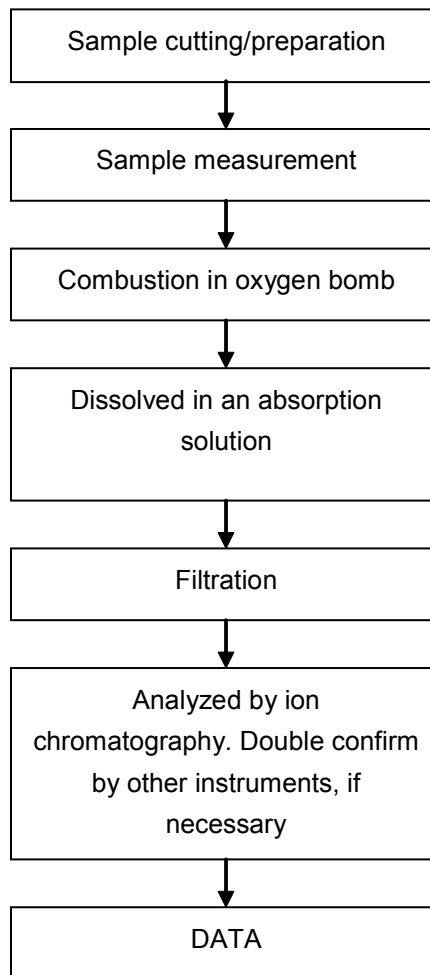 Sample cutting/preparation
Sample measurement
Combustion in oxygen bomb
Dissolved in an absorption
solution
Filtration
Analyzed by ion
chromatography. Double confirm
by other instruments, if
necessary
DATA